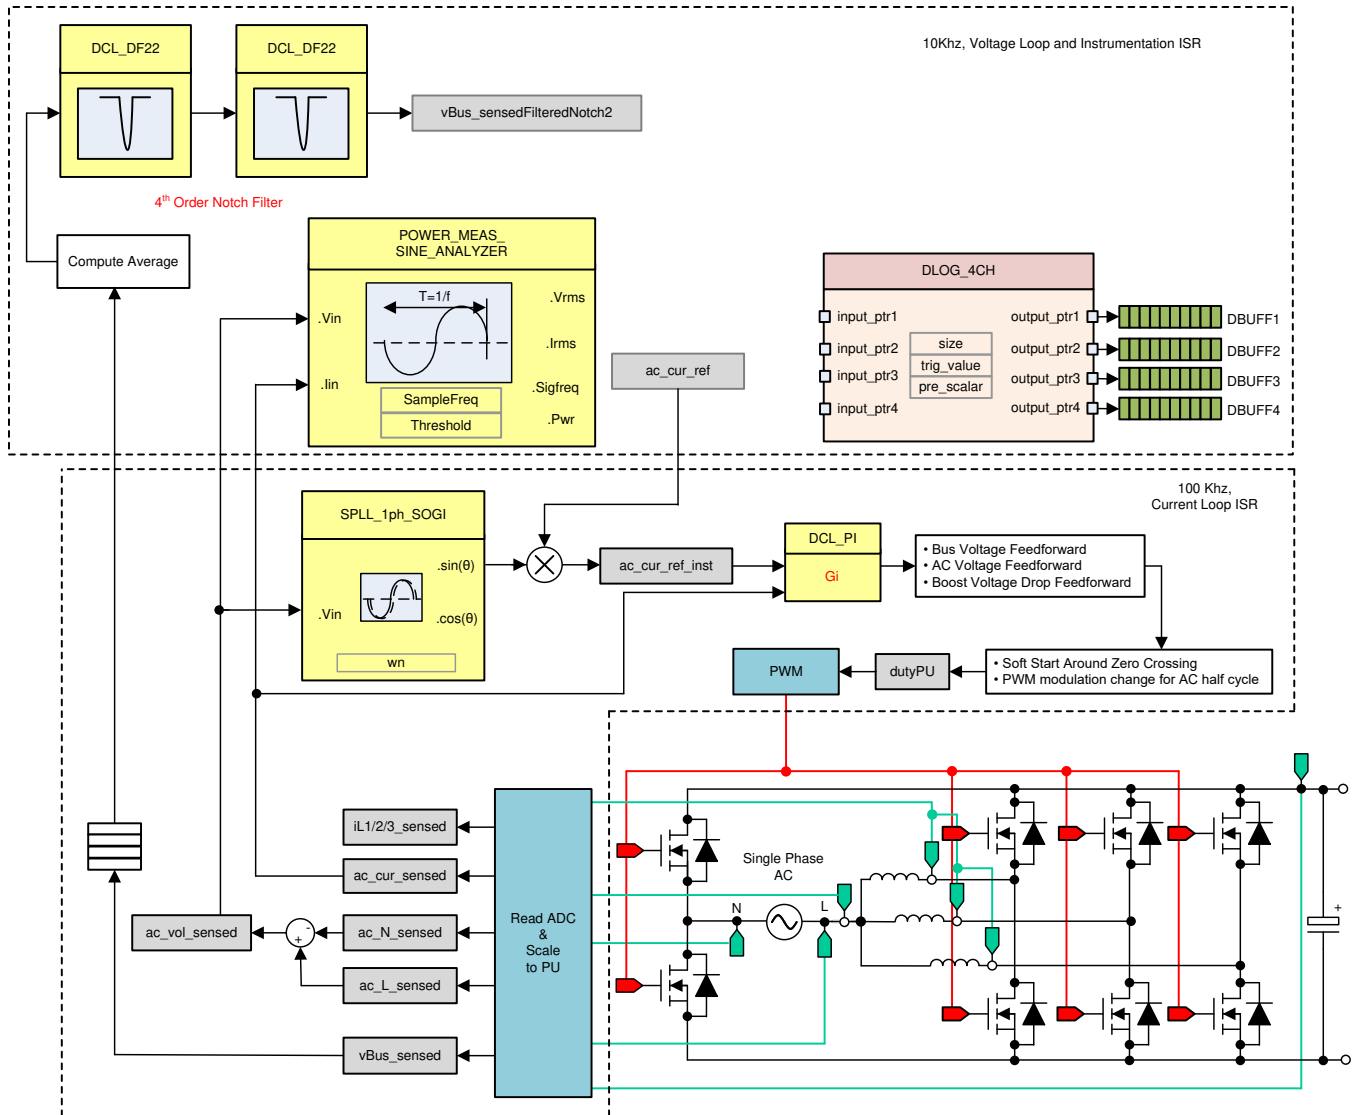 DCL_DF22
DCL_DF22
10Khz, Voltage Loop and Instrumentation ISR
vBus_sensedFilteredNotch2
4th Order Notch Filter
Compute Average
POWER_MEAS_
SINE_ANALYZER
T=1/f
.Vin
.Iin
.Vrms
.Irms
.Sigfreq
.Pwr
SampleFreq
Threshold
ac_cur_ref
DLOG_4CH
input_ptr1
input_ptr2
input_ptr3
input_ptr4
size
trig_value
pre_scalar
output_ptr1
output_ptr2
output_ptr3
output_ptr4
DBUFF1
DBUFF2
DBUFF3
DBUFF4
100 Khz,
Current Loop ISR
SPLL_1ph_SOGI
.sin(θ)
.Vin
.cos(θ)
wn
ac_cur_ref_inst
DCL_PI
Gi
• Bus Voltage Feedforward
• AC Voltage Feedforward
• Boost Voltage Drop Feedforward
• Soft Start Around Zero Crossing
• PWM modulation change for AC half cycle
dutyPU
PWM
iL1/2/3_sensed
ac_cur_sensed
ac_N_sensed
ac_vol_sensed
-
+
ac_L_sensed
vBus_sensed
Read ADC
&
Scale
to PU
Single Phase
AC
N
L
+